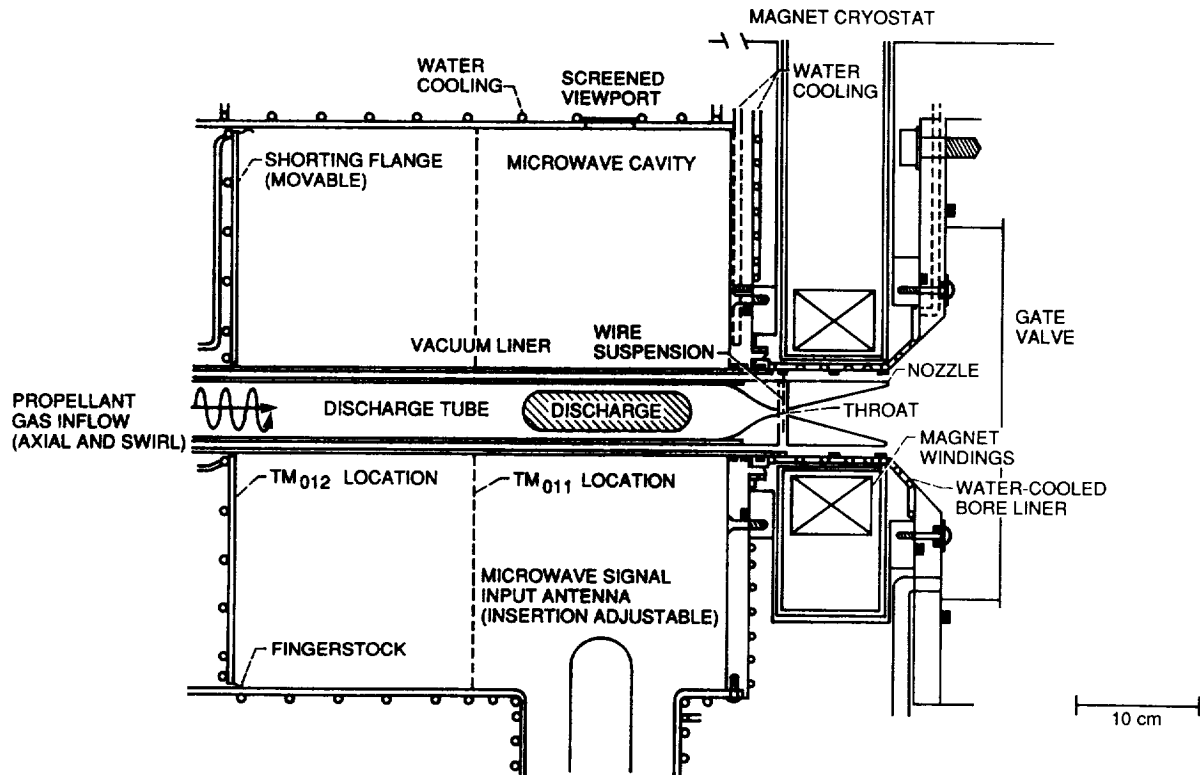 MAGNET CRYOSTAT
WATER
COOLING
SCREENED
VIEWPORT
WATER
COOLING
SHORTING FLANGE
(MOVABLE)
MICROWAVE CAVITY
VACUUM LINER
WIRE
SUSPENSION
GATE
VALVE
NOZZLE
PROPELLANT
GAS INFLOW
(AXIAL AND SWIRL)
DISCHARGE TUBE
DISCHARGE
THROAT
MAGNET
WINDINGS
TM012 LOCATION
TM011 LOCATION
WATER-COOLED
BORE LINER
MICROWAVE SIGNAL
INPUT ANTENNA
(INSERTION ADJUSTABLE)
FINGERSTOCK
10 cm